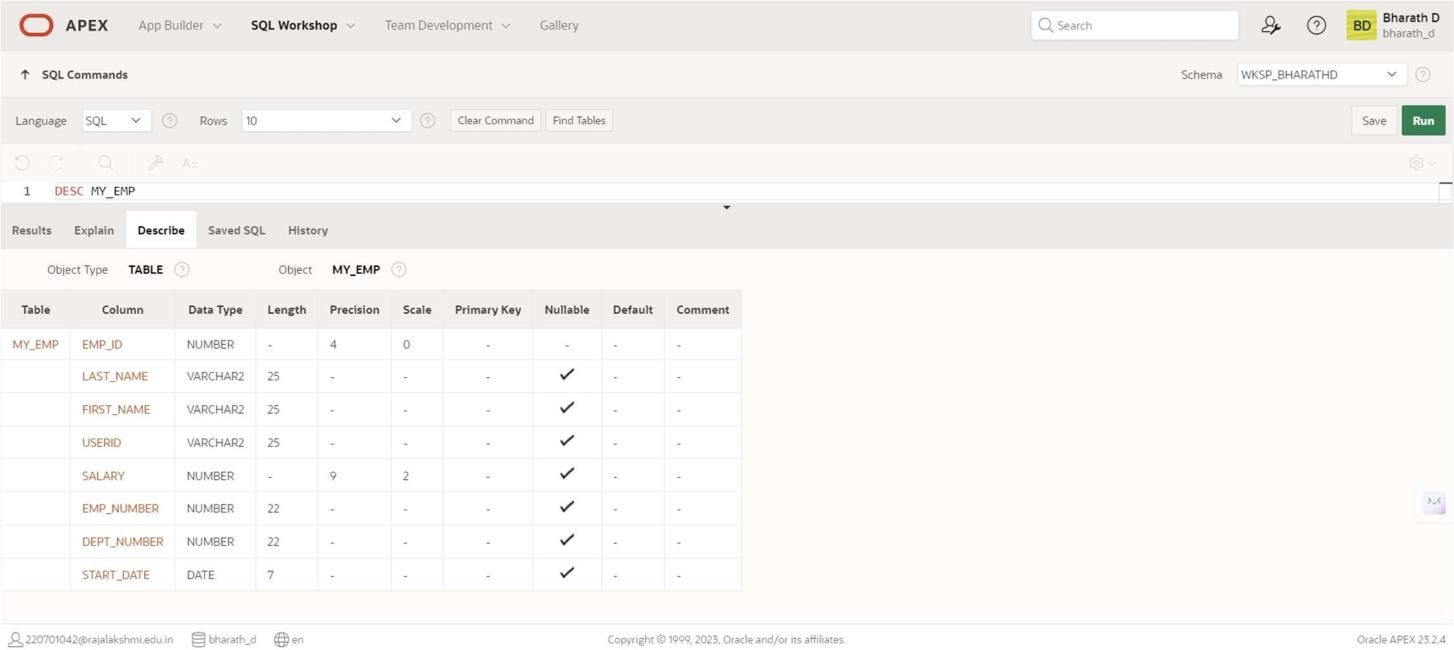 APEX App Builder SQL Workshop Team Development Gallery Search BD Bharath D
bharath_d
SQL Commands Schema WKSP_BHARATHD
Language SQL Rows 10 Clear Command Find Tables Save Run
A::
1 DESC MY_EMP
Results Explain Describe Saved SQL History
Object Type TABLE Object MY_EMP
Table Column Data Type Length Precision Scale Primary Key Nullable Default Comment
MY_EMP EMP_ID NUMBER - 4 0 - - - -
LAST_NAME VARCHAR2 25 - - - ✓ - -
FIRST_NAME VARCHAR2 25 - - - ✓ - -
USERID VARCHAR2 25 - - - ✓ - -
SALARY NUMBER - 9 2 - ✓ - -
EMP_NUMBER NUMBER 22 - - - ✓ - -
DEPT_NUMBER NUMBER 22 - - - ✓ - -
START_DATE DATE 7 - - - ✓ - -
220701042@rajalakshmi.edu.in bharath_d en Copyright © 1999, 2023, Oracle and/or its affiliates. Oracle APEX 23.2.4